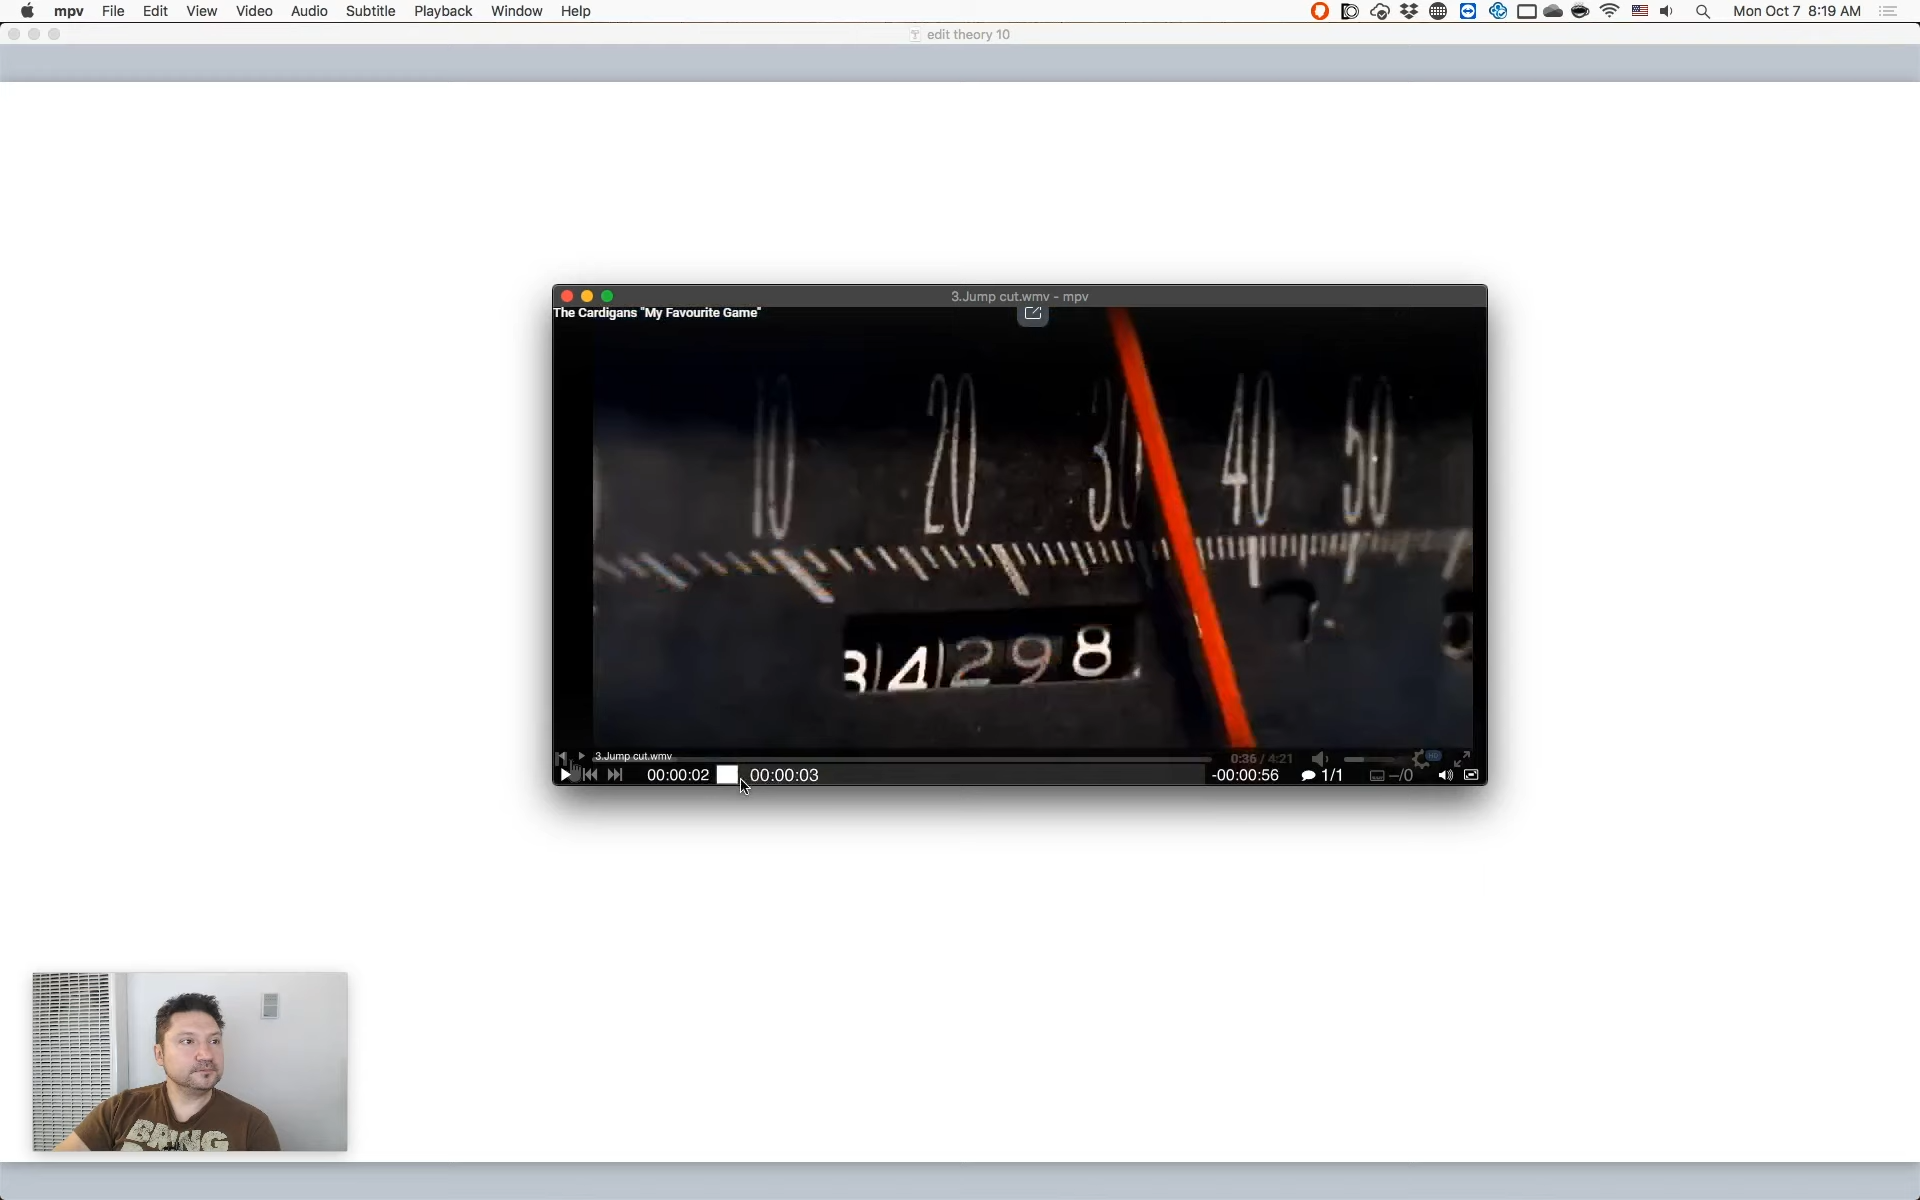 mpv File Edit View Video Audio Subtitle Playback Window Help Mon Oct 7 8:19 AM
edit theory 10
3.Jump cut.wmv - mpv
The Cardigans "My Favourite Game"
10 20 30 40 50
34298
3.Jump cut.wmv 0:36 / 4:21 HD
00:00:02 00:00:03 -00:00:56 1/1 –/0
BRING